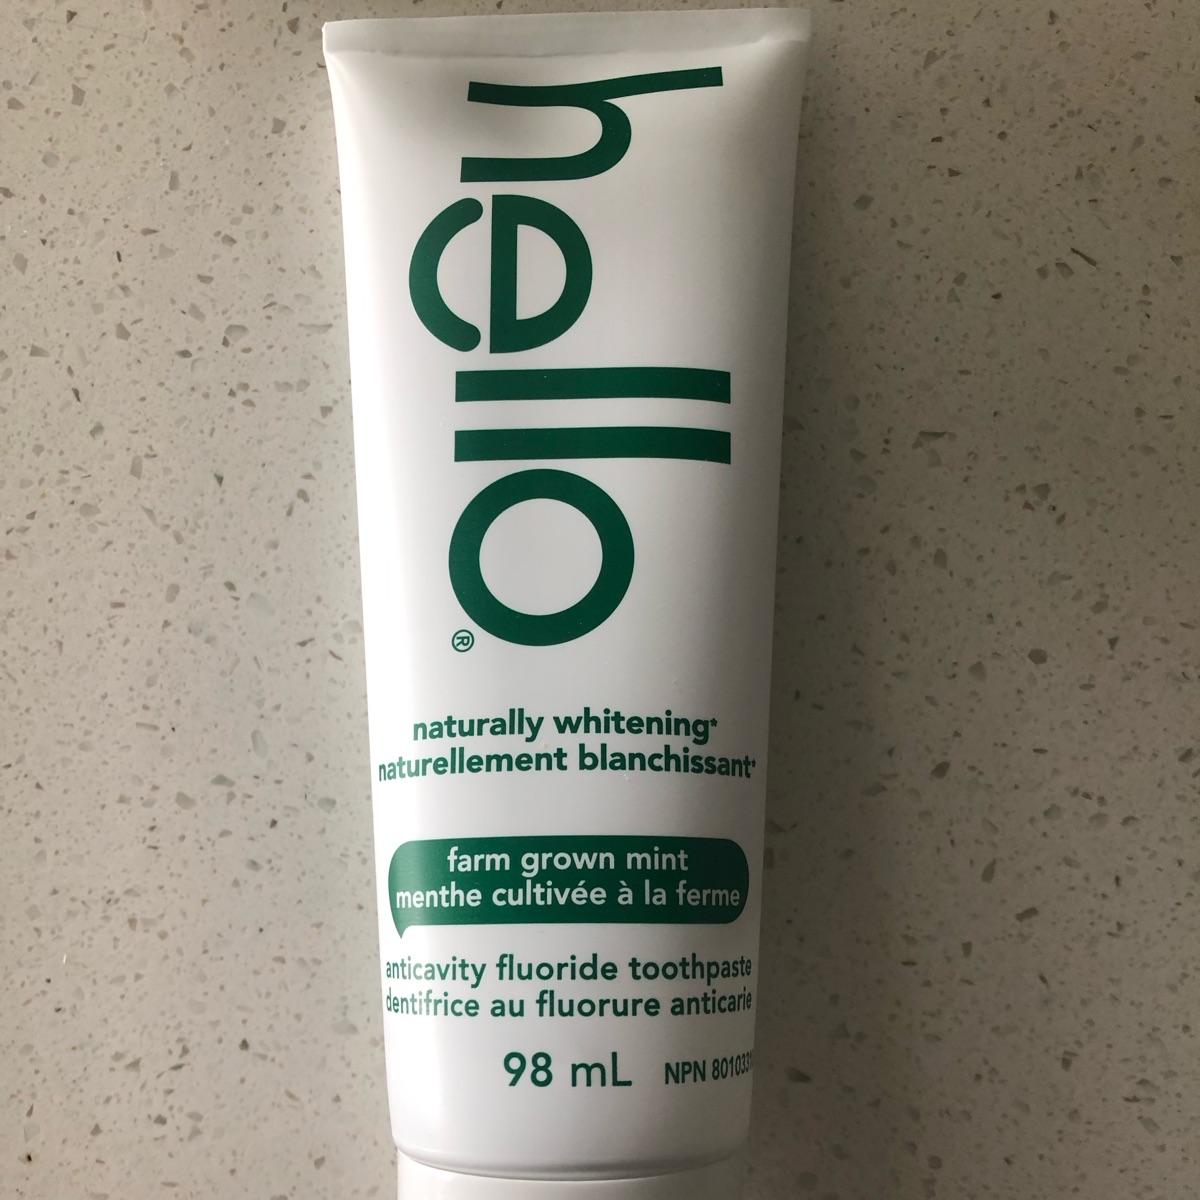 hello®
naturally whitening*
naturellement blanchissant*
farm grown mint
menthe cultivée à la ferme
anticavity fluoride toothpaste
dentifrice au fluorure anticarie
98 mL NPN